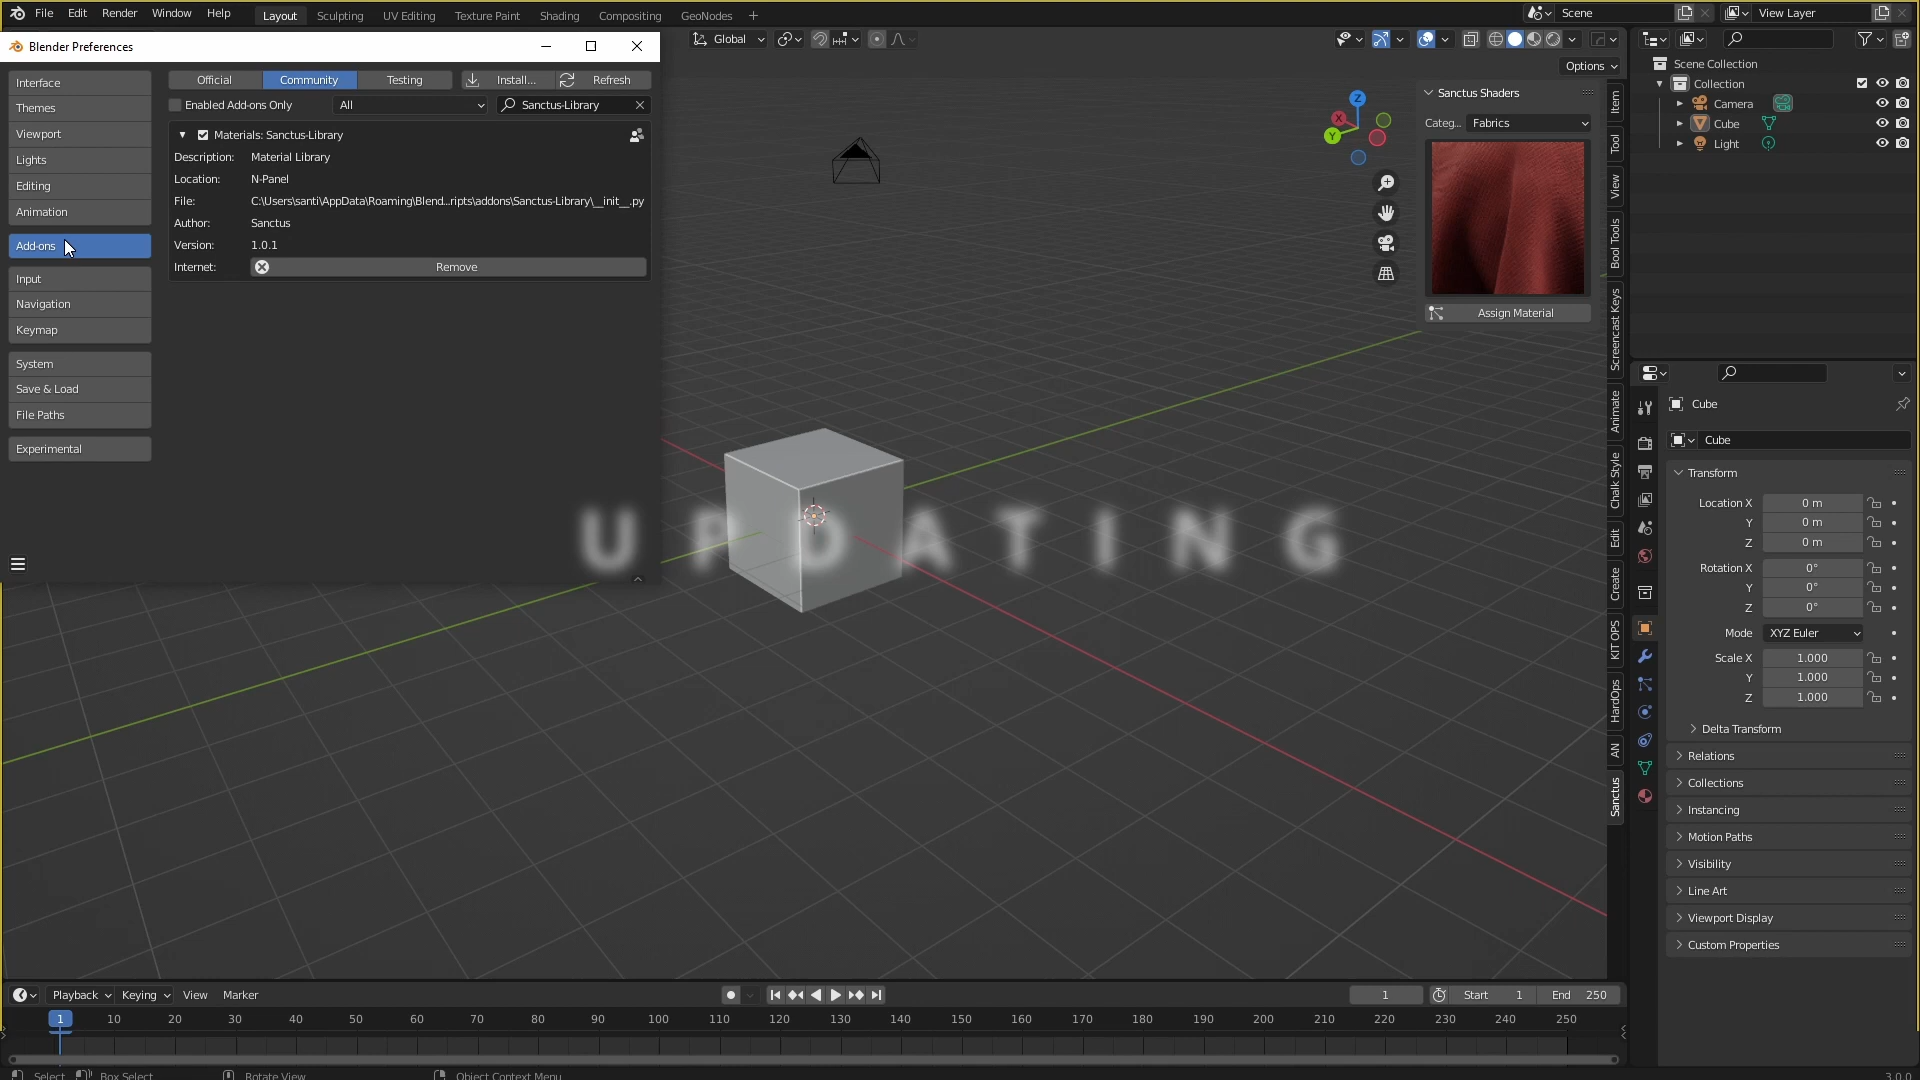 File Edit Render Window Help Layout Sculpting UV Editing Texture Paint Shading Compositing GeoNodes + Scene View Layer
Blender Preferences
Global
Options
Interface
Themes
Viewport
Lights
Editing
Animation
Add-ons
Input
Navigation
Keymap
System
Save & Load
File Paths
Experimental
Official Community Testing Install... Refresh
Enabled Add-ons Only All Sanctus-Library
Materials: Sanctus-Library
Description: Material Library
Location: N-Panel
File: C:\Users\santi\AppData\Roaming\Blend...ripts\addons\Sanctus-Library\__init__.py
Author: Sanctus
Version: 1.0.1
Internet: Remove
UPDATING
Z
X
Y
Sanctus Shaders
Categ... Fabrics
Assign Material
Item
Tool
View
Bool Tools
Screencast Keys
Animate
Chalk Style
Edit
Create
KIT OPS
HardOps
AN
Sanctus
Scene Collection
Collection
Camera
Cube
Light
Cube
Cube
Transform
Location X 0 m
Y 0 m
Z 0 m
Rotation X 0°
Y 0°
Z 0°
Mode XYZ Euler
Scale X 1.000
Y 1.000
Z 1.000
Delta Transform
Relations
Collections
Instancing
Motion Paths
Visibility
Line Art
Viewport Display
Custom Properties
Playback Keying View Marker 1 Start 1 End 250
1 10 20 30 40 50 60 70 80 90 100 110 120 130 140 150 160 170 180 190 200 210 220 230 240 250
Select Box Select Rotate View Object Context Menu 3.0.0